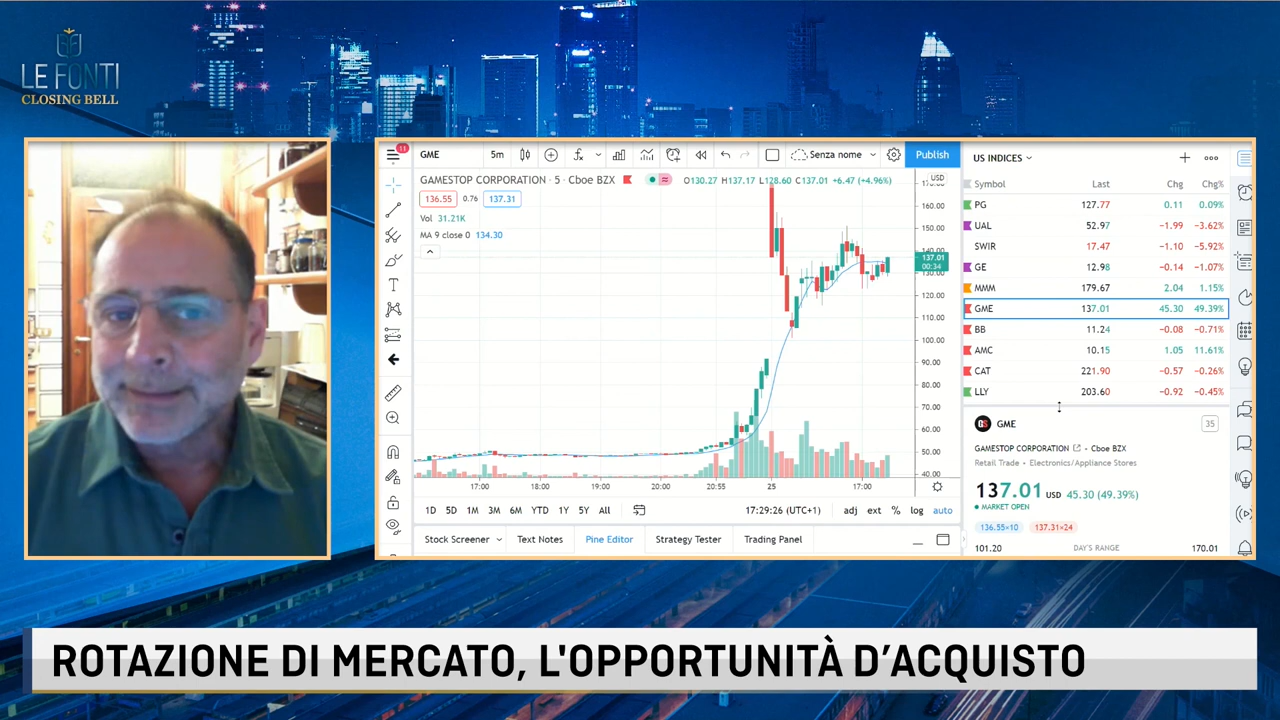 LE FONTI
CLOSING BELL
11
GME
5m
Senza nome
Publish
GAMESTOP CORPORATION · 5 · Cboe BZX
O130.27 H137.17 L128.60 C137.01 +6.47 (+4.96%)
USD
136.55
0.76
137.31
Vol 31.21K
MA 9 close 0 134.30
160.00
150.00
140.00
137.01
00:34
130.00
120.00
110.00
100.00
90.00
80.00
70.00
60.00
50.00
40.00
17:00
18:00
19:00
20:00
20:55
25
17:00
1D 5D 1M 3M 6M YTD 1Y 5Y All
17:29:26 (UTC+1)
adj ext % log auto
Stock Screener
Text Notes
Pine Editor
Strategy Tester
Trading Panel
US INDICES
Symbol Last Chg Chg%
PG 127.77 0.11 0.09%
UAL 52.97 −1.99 −3.62%
SWIR 17.47 −1.10 −5.92%
GE 12.98 −0.14 −1.07%
MMM 179.67 2.04 1.15%
GME 137.01 45.30 49.39%
BB 11.24 −0.08 −0.71%
AMC 10.15 1.05 11.61%
CAT 221.90 −0.57 −0.26%
LLY 203.60 −0.92 −0.45%
GME
35
GAMESTOP CORPORATION · Cboe BZX
Retail Trade · Electronics/Appliance Stores
137.01 USD 45.30 (49.39%)
MARKET OPEN
136.55×10
137.31×24
101.20 DAY'S RANGE 170.01
ROTAZIONE DI MERCATO, L'OPPORTUNITÀ D’ACQUISTO